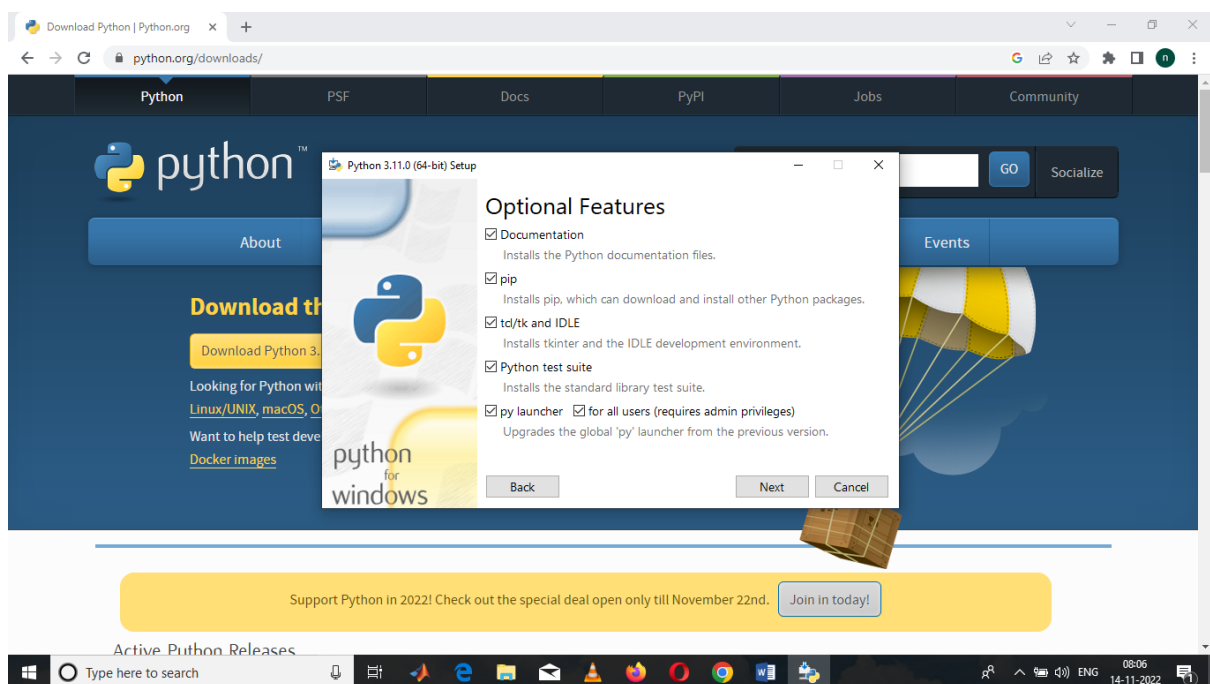 Download Python | Python.org
python.org/downloads/
G
n
Python PSF Docs PyPI Jobs Community
python™
GO Socialize
About Events
Download th
Download Python 3.
Looking for Python wit
Linux/UNIX, macOS, O
Want to help test deve
Docker images
Python 3.11.0 (64-bit) Setup
Optional Features
Documentation
Installs the Python documentation files.
pip
Installs pip, which can download and install other Python packages.
tcl/tk and IDLE
Installs tkinter and the IDLE development environment.
Python test suite
Installs the standard library test suite.
py launcher for all users (requires admin privileges)
Upgrades the global 'py' launcher from the previous version.
python
for
windows
Back Next Cancel
Support Python in 2022! Check out the special deal open only till November 22nd. Join in today!
Active Python Releases
Type here to search
ENG
08:06
14-11-2022
1